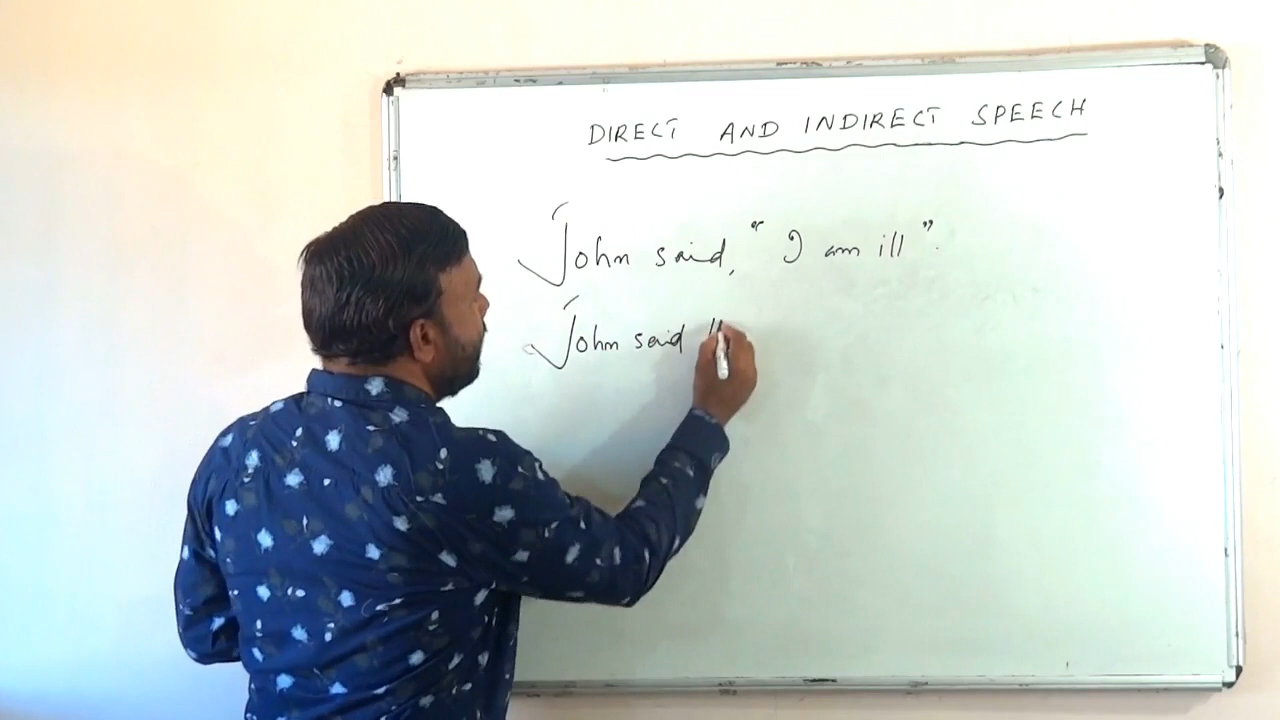 DIRECT AND INDIRECT SPEECH
John said, " I am ill ".
John said